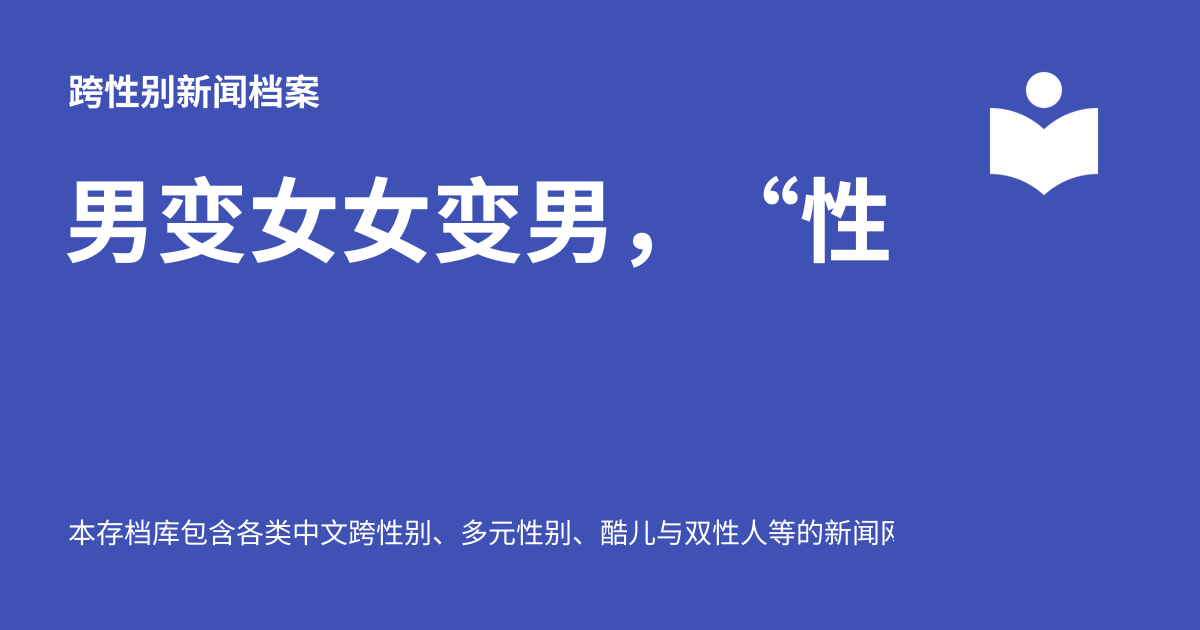 跨性别新闻档案
男变女女变男，“性
本存档库包含各类中文跨性别、多元性别、酷儿与双性人等的新闻网